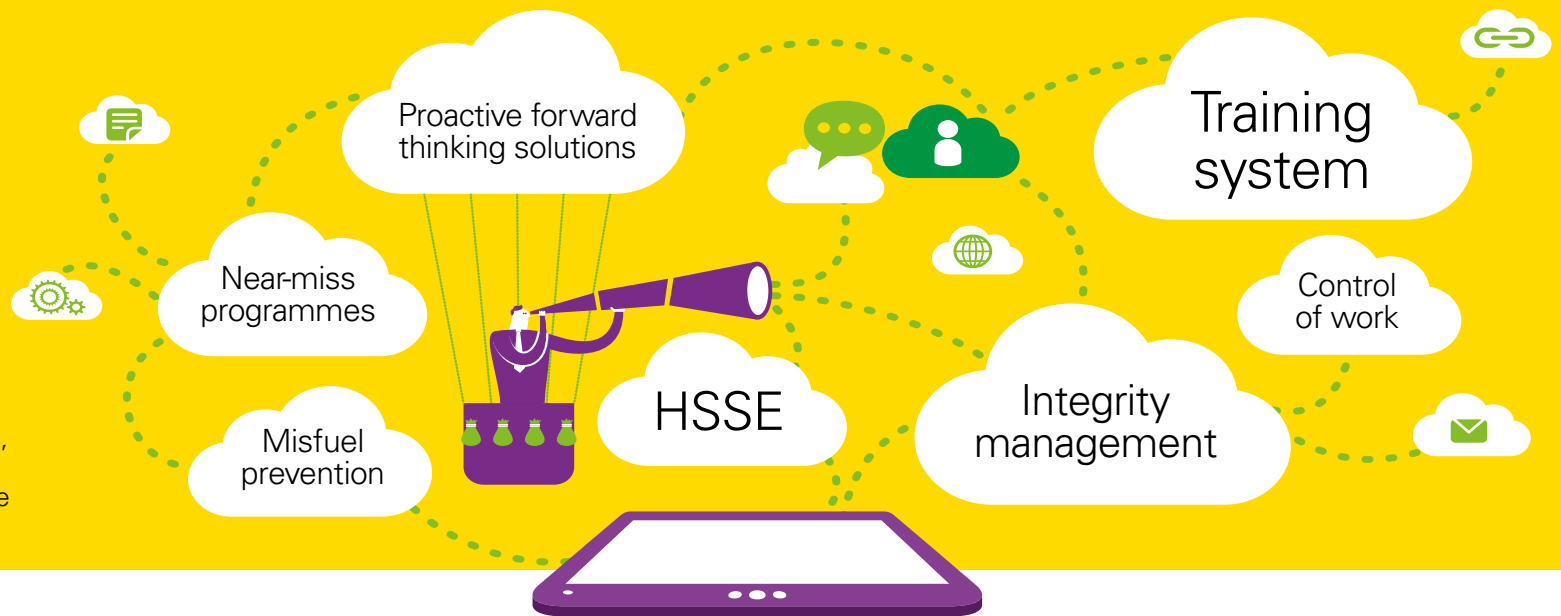 Proactive forward
thinking solutions
Training
system
Near-miss
programmes
Control
of work
HSSE
Integrity
management
Misfuel
prevention
,
e